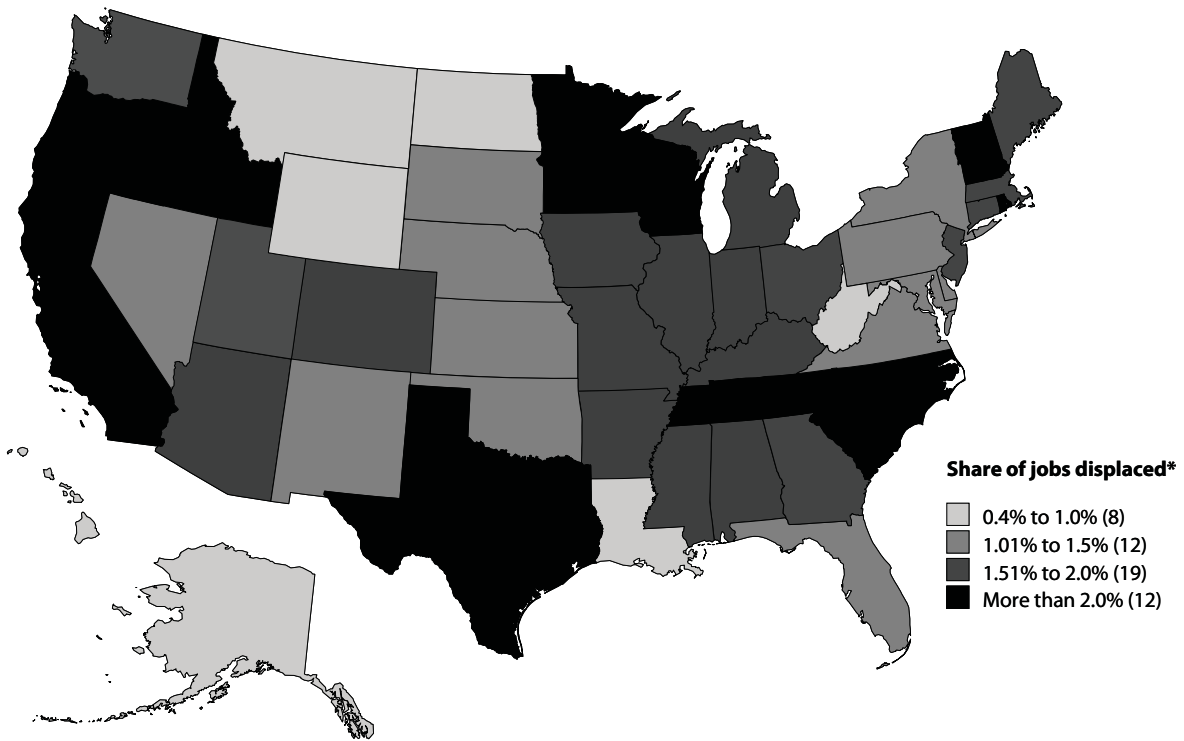 Share of jobs displaced*
0.4% to 1.0% (8)
1.01% to 1.5% (12)
1.51% to 2.0% (19)
More than 2.0% (12)